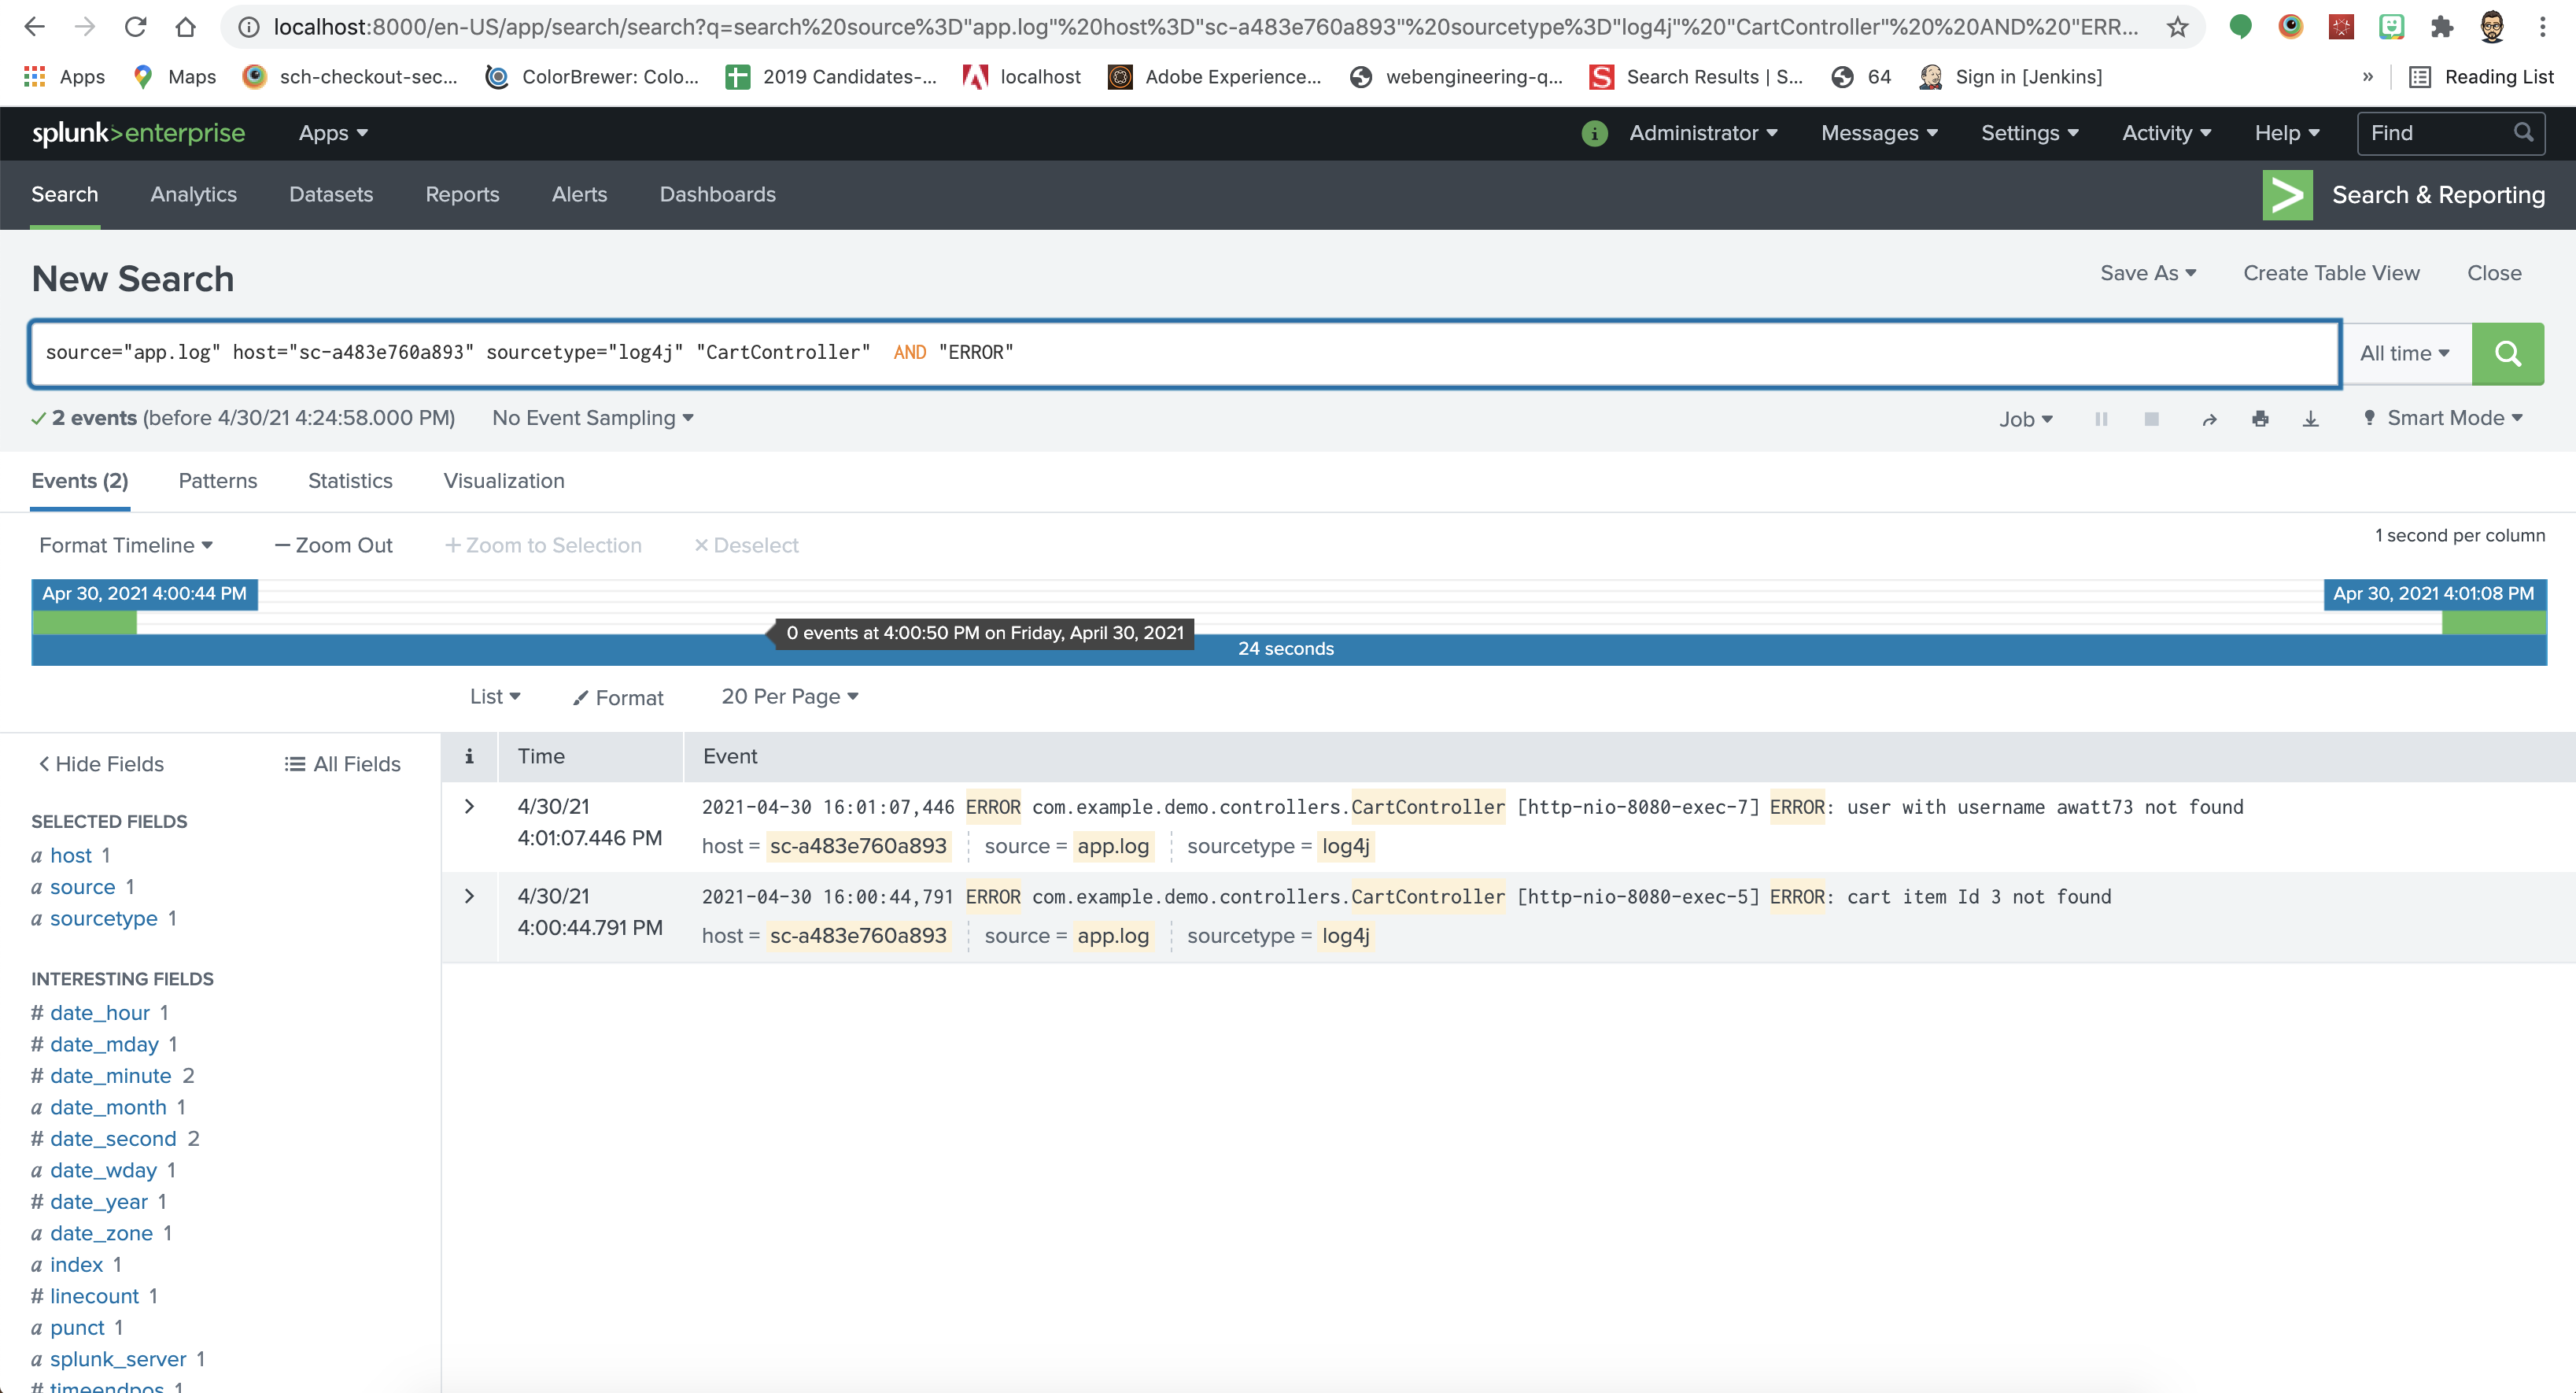 localhost:8000/en-US/app/search/search?q=search%20source%3D"app.log"%20host%3D"sc-a483e760a893"%20sourcetype%3D"log4j"%20"CartController"%20%20AND%20"ERR...
Apps Maps sch-checkout-sec... ColorBrewer: Colo... 2019 Candidates-... localhost Adobe Experience... webengineering-q... Search Results | S... 64 Sign in [Jenkins] » Reading List
splunk>enterprise Apps i Administrator Messages Settings Activity Help Find
Search Analytics Datasets Reports Alerts Dashboards > Search & Reporting
New Search Save As Create Table View Close
source="app.log" host="sc-a483e760a893" sourcetype="log4j" "CartController"  AND "ERROR" All time
2 events (before 4/30/21 4:24:58.000 PM) No Event Sampling Job Smart Mode
Events (2) Patterns Statistics Visualization
Format Timeline — Zoom Out + Zoom to Selection × Deselect 1 second per column
Apr 30, 2021 4:00:44 PM Apr 30, 2021 4:01:08 PM
0 events at 4:00:50 PM on Friday, April 30, 2021
24 seconds
List Format 20 Per Page
< Hide Fields All Fields
SELECTED FIELDS
a host 1
a source 1
a sourcetype 1
INTERESTING FIELDS
# date_hour 1
# date_mday 1
# date_minute 2
a date_month 1
# date_second 2
a date_wday 1
# date_year 1
a date_zone 1
a index 1
# linecount 1
a punct 1
a splunk_server 1
# timeendpos 1
i Time Event
> 4/30/21 2021-04-30 16:01:07,446 ERROR com.example.demo.controllers.CartController [http-nio-8080-exec-7] ERROR: user with username awatt73 not found
4:01:07.446 PM host = sc-a483e760a893 source = app.log sourcetype = log4j
> 4/30/21 2021-04-30 16:00:44,791 ERROR com.example.demo.controllers.CartController [http-nio-8080-exec-5] ERROR: cart item Id 3 not found
4:00:44.791 PM host = sc-a483e760a893 source = app.log sourcetype = log4j